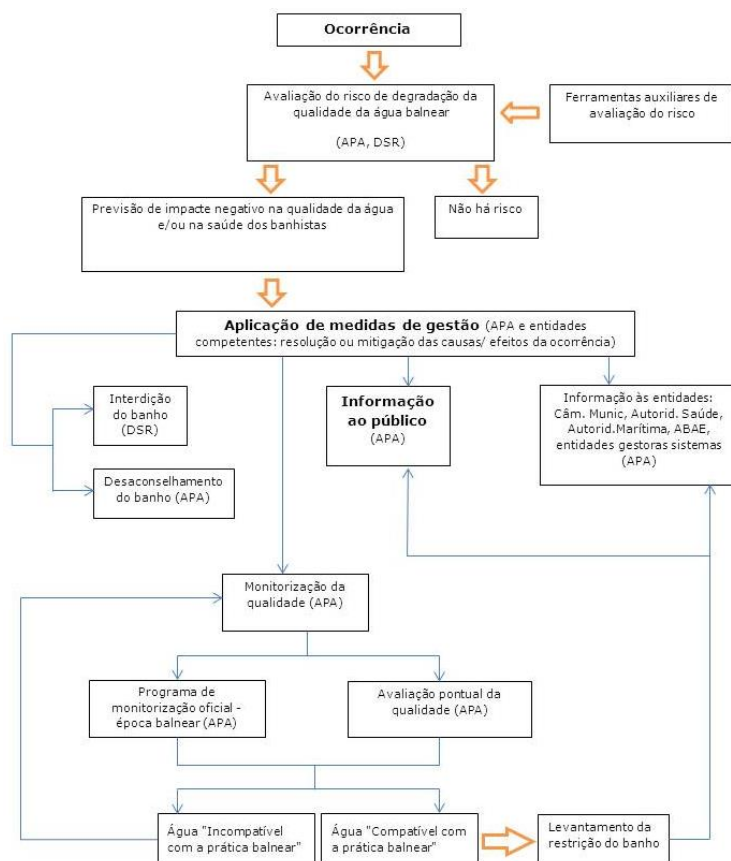 Ocorrência
Avaliação do risco de degradação da
qualidade da água balnear
(APA, DSR)
Ferramentas auxiliares de
avaliação do risco
Previsão de impacte negativo na qualidade da água
e/ou na saúde dos banhistas
Não há risco
Aplicação de medidas de gestão (APA e entidades
competentes: resolução ou mitigação das causas/ efeitos da ocorrência)
Interdição
do banho
(DSR)
Informação
ao público
(APA)
Informação às entidades:
Câm. Munic, Autorid. Saúde,
Autorid.Marítima, ABAE,
entidades gestoras sistemas
(APA)
Desaconselhamento
do banho (APA)
Monitorização da
qualidade (APA)
Programa de
monitorização oficial -
época balnear (APA)
Avaliação pontual da
qualidade (APA)
Água "Incompatível
com a prática balnear"
Água "Compatível com
a prática balnear"
Levantamento da
restrição do banho